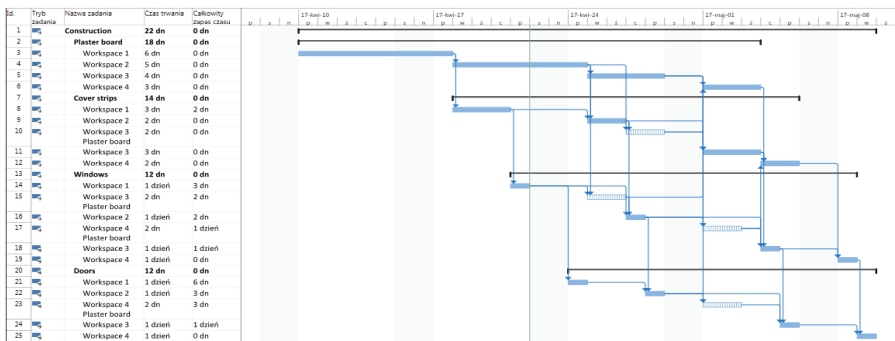 Id. Tryb Nazwa zadania Czas trwania Całkowity 17-kwi-10 17-kwi-17 17-kwi-24 17-maj-01 17-maj-08
zadania zapas czasu p s n p w s c p s n p w s c p s n p w s c p s n p w s c p s n p w s
1 Construction 22 dn 0 dn
2 Plaster board 18 dn 0 dn
3 Workspace 1 6 dn 0 dn
4 Workspace 2 5 dn 0 dn
5 Workspace 3 4 dn 0 dn
6 Workspace 4 3 dn 0 dn
7 Cover strips 14 dn 0 dn
8 Workspace 1 3 dn 2 dn
9 Workspace 2 2 dn 0 dn
10 Workspace 3 2 dn 0 dn
Plaster board
11 Workspace 3 3 dn 0 dn
12 Workspace 4 2 dn 0 dn
13 Windows 12 dn 0 dn
14 Workspace 1 1 dzień 3 dn
15 Workspace 3 2 dn 2 dn
Plaster board
16 Workspace 2 1 dzień 2 dn
17 Workspace 4 2 dn 1 dzień
Plaster board
18 Workspace 3 1 dzień 1 dzień
19 Workspace 4 1 dzień 0 dn
20 Doors 12 dn 0 dn
21 Workspace 1 1 dzień 6 dn
22 Workspace 2 1 dzień 3 dn
23 Workspace 4 2 dn 3 dn
Plaster board
24 Workspace 3 1 dzień 1 dzień
25 Workspace 4 1 dzień 0 dn